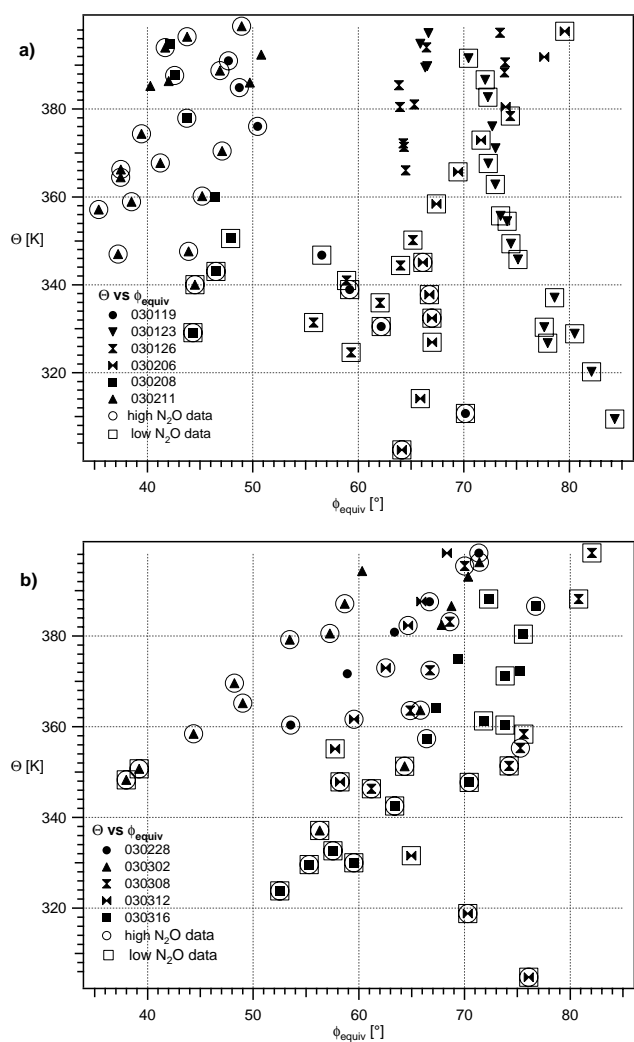 a)
380
360
Θ [K]
340
320
Θ vs ϕequiv
030119
030123
030126
030206
030208
030211
high N2O data
low N2O data
40 50 60 70 80
ϕequiv [°]
b)
380
360
Θ [K]
340
320
Θ vs ϕequiv
030228
030302
030308
030312
030316
high N2O data
low N2O data
40 50 60 70 80
ϕequiv [°]